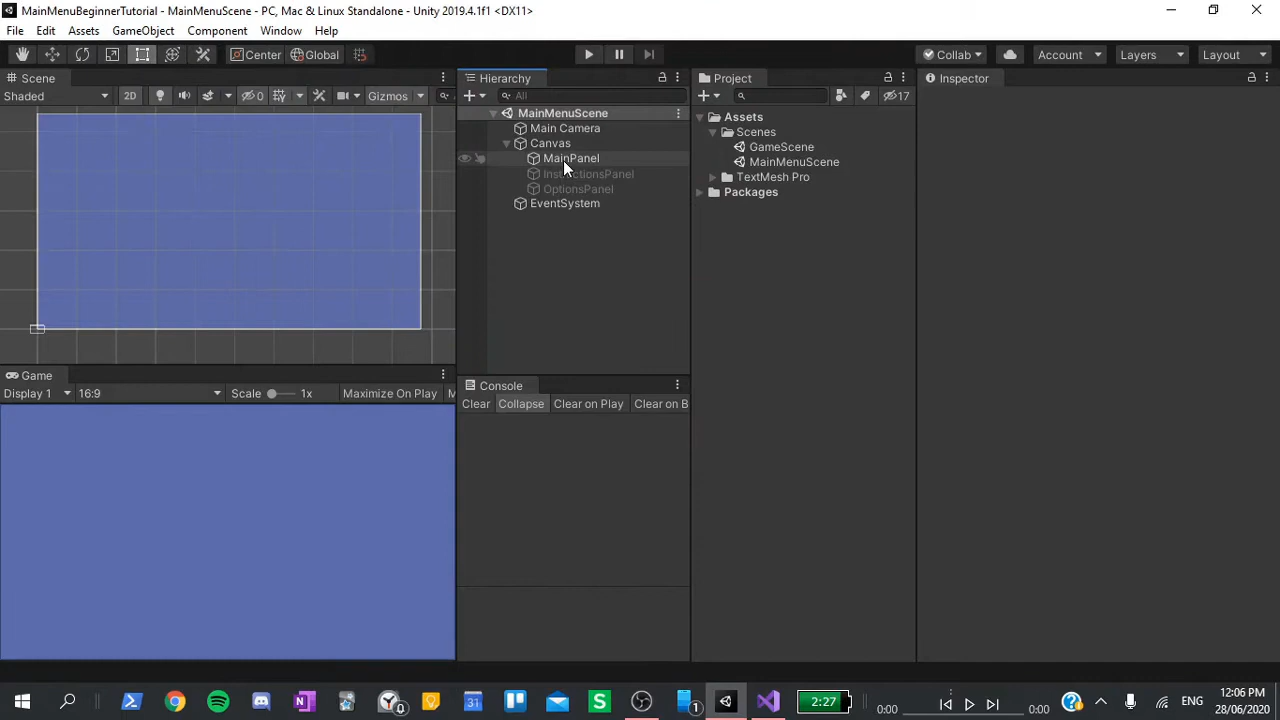 MainMenuBeginnerTutorial - MainMenuScene - PC, Mac & Linux Standalone - Unity 2019.4.1f1 <DX11>
File Edit Assets GameObject Component Window Help
Center Global Collab Account Layers Layout
Scene
Shaded 2D 0 Gizmos
Hierarchy
All
MainMenuScene
Main Camera
Canvas
MainPanel
InstructionsPanel
OptionsPanel
EventSystem
Project
17
Assets
Scenes
GameScene
MainMenuScene
TextMesh Pro
Packages
Inspector
Game
Display 1 16:9 Scale 1x Maximize On Play M
Console
Clear Collapse Clear on Play Clear on B
2:27 0:00 0:00 ENG
12:06 PM
28/06/2020